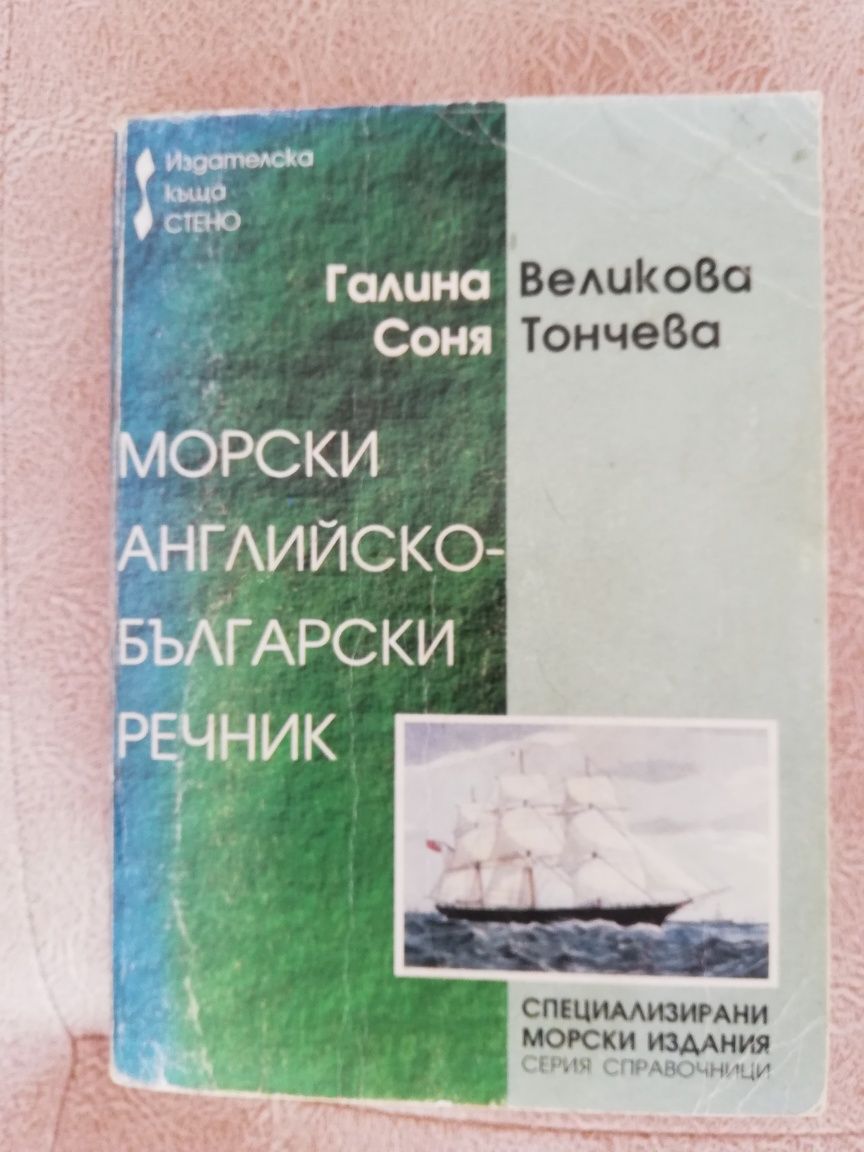 Издателска
къща
СТЕНО
Галина Великова
Соня Тончева
МОРСКИ
АНГЛИЙСКО-
БЪЛГАРСКИ
РЕЧНИК
СПЕЦИАЛИЗИРАНИ
МОРСКИ ИЗДАНИЯ
СЕРИЯ СПРАВОЧНИЦИ